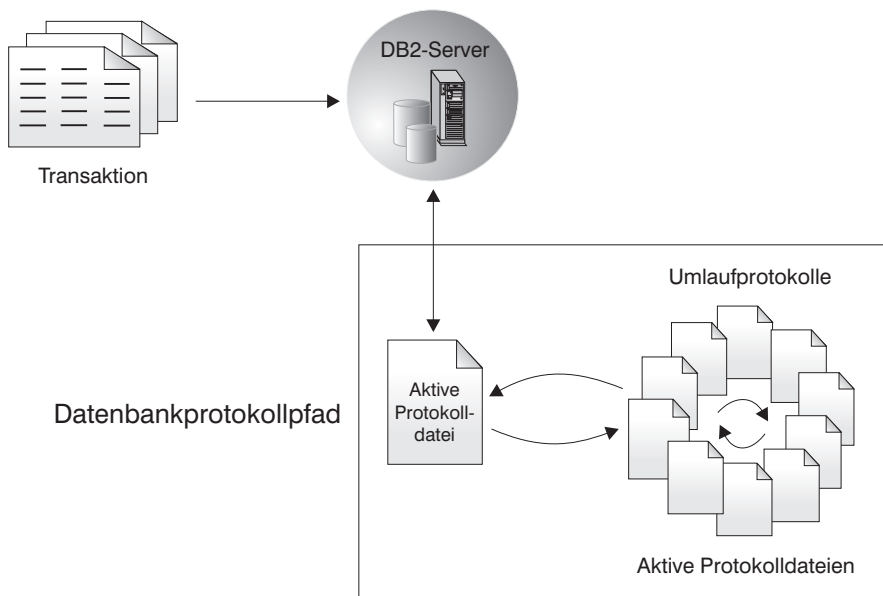 DB2-Server
Transaktion
Umlaufprotokolle
Aktive
Protokoll-
datei
Datenbankprotokollpfad
Aktive Protokolldateien